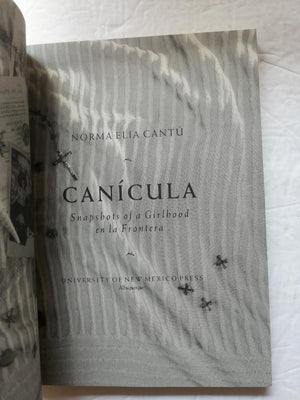 NORMA ELIA CANTÚ
~
CANÍCULA
Snapshots of a Girlhood
en la Frontera
~
UNIVERSITY OF NEW MEXICO PRESS
Albuquerque